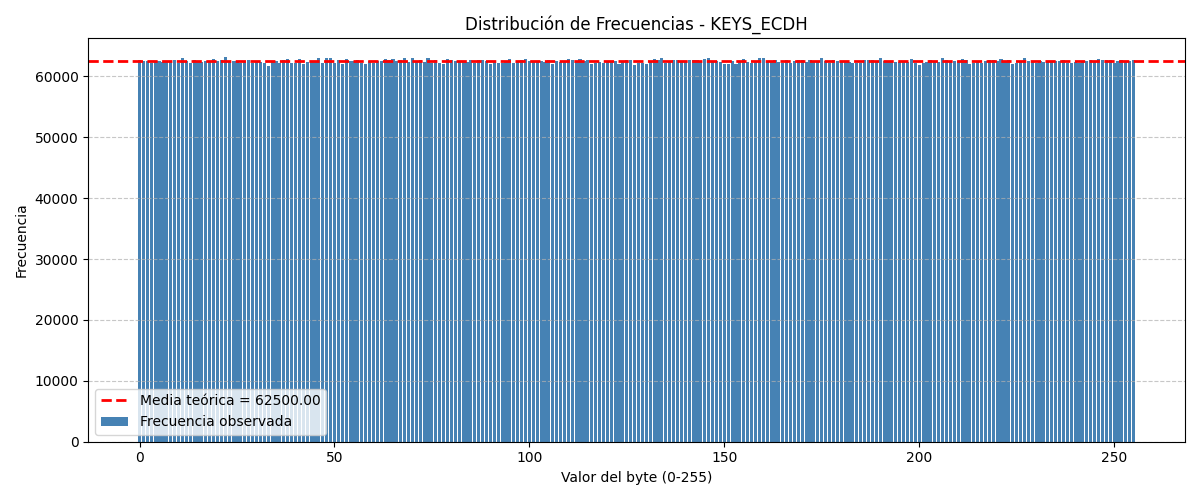 Distribución de Frecuencias - KEYS_ECDH
Frecuencia
60000
50000
40000
30000
20000
10000
0
Media teórica = 62500.00
Frecuencia observada
0 50 100 150 200 250
Valor del byte (0-255)